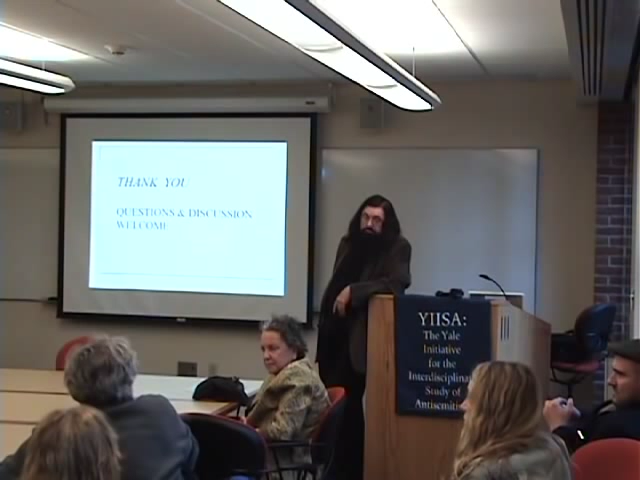 THANK YOU
QUESTIONS & DISCUSSION
WELCOME
YIISA:
The Yale
Initiative
for the
Interdisciplinary
Study of
Antisemitism